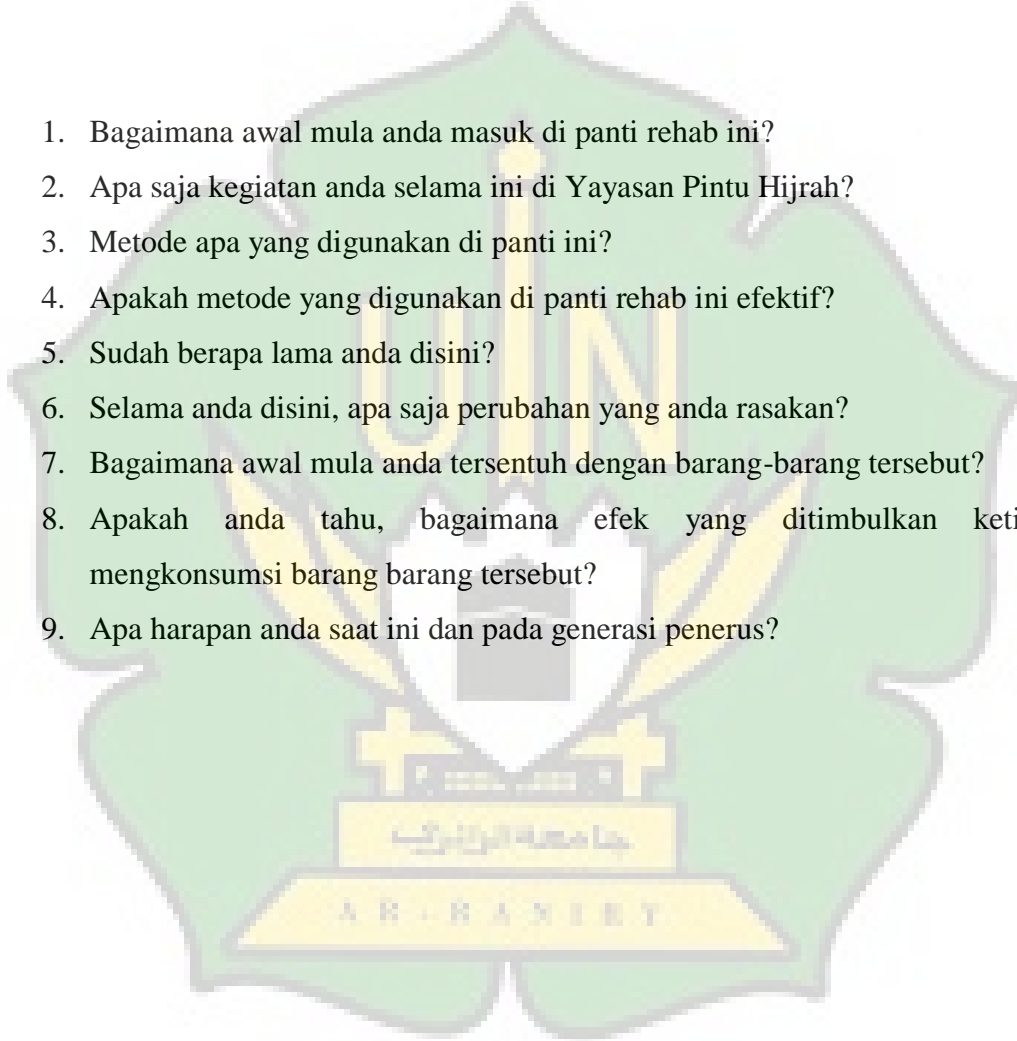 1. Bagaimana awal mula anda masuk di panti rehab ini?
2. Apa saja kegiatan anda selama ini di Yayasan Pintu Hijrah?
3. Metode apa yang digunakan di panti ini?
4. Apakah metode yang digunakan di panti rehab ini efektif?
5. Sudah berapa lama anda disini?
6. Selama anda disini, apa saja perubahan yang anda rasakan?
7. Bagaimana awal mula anda tersentuh dengan barang-barang tersebut?
8. Apakah anda tahu, bagaimana efek yang ditimbulkan keti
mengkonsumsi barang barang tersebut?
9. Apa harapan anda saat ini dan pada generasi penerus?
UIN
جامعة الرانيري
AR-RANIRY